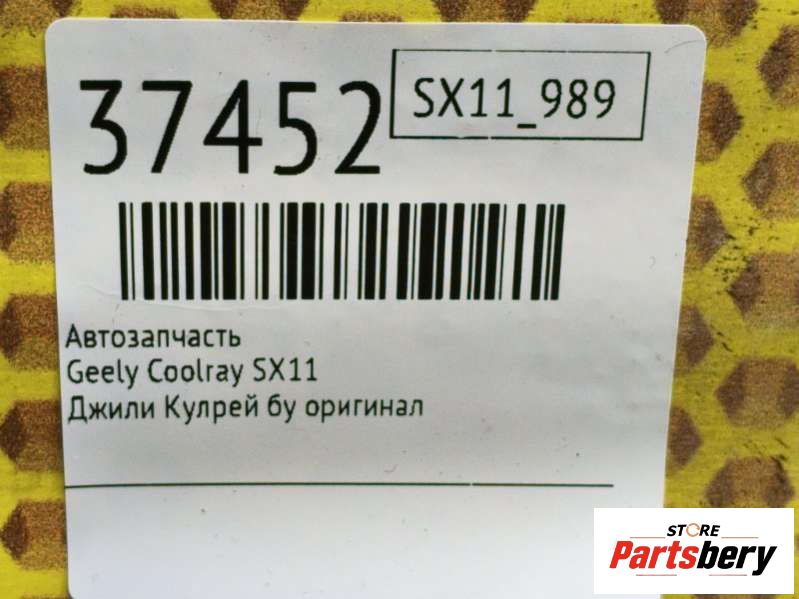 37452
SX11_989
Автозапчасть
Geely Coolray SX11
Джили Кулрей бу оригинал
STORE
Partsbery